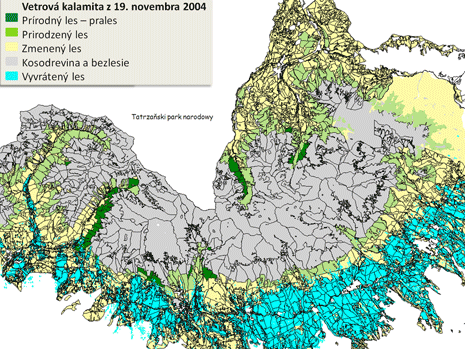 Vetrová kalamita z 19. novembra 2004
Prírodný les – prales
Prirodzený les
Zmenený les
Kosodrevina a bezlesie
Vyvrátený les
Tatrzański park narodowy